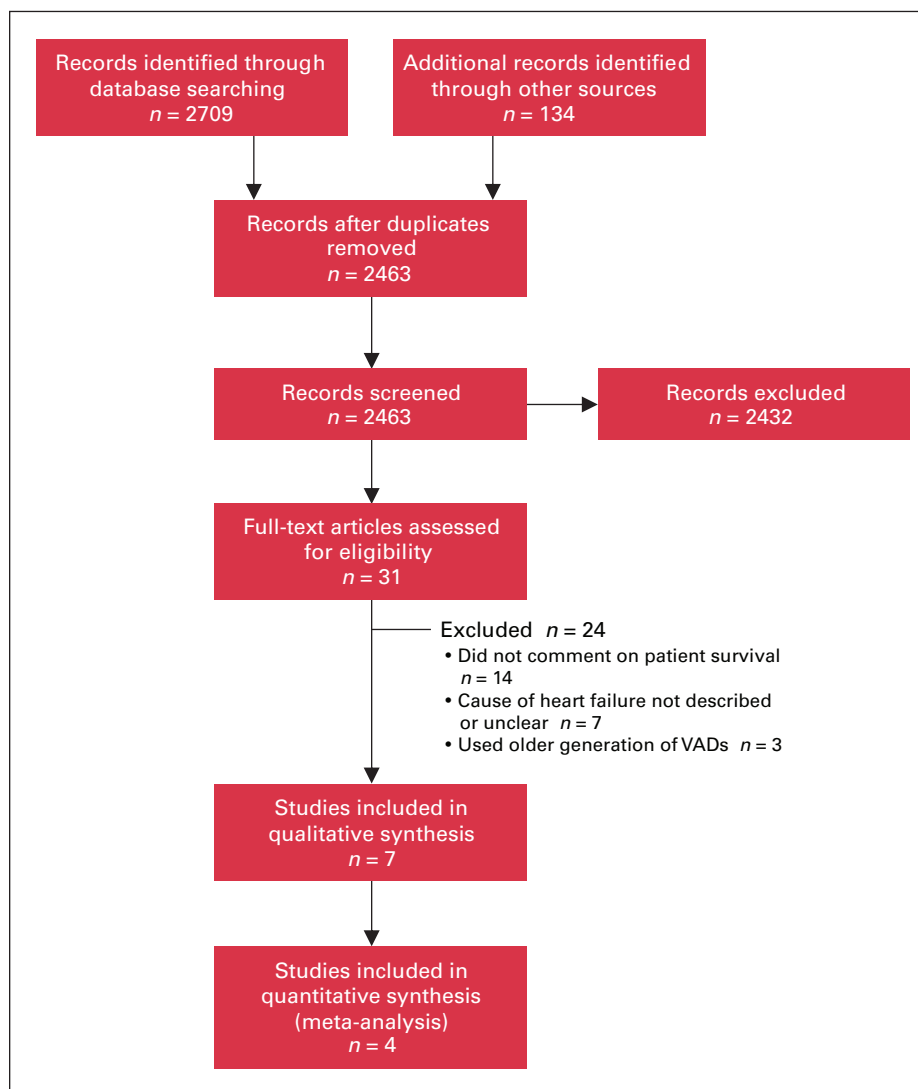 Records identified through
database searching
n = 2709
Additional records identified
through other sources
n = 134
Records after duplicates
removed
n = 2463
Records screened
n = 2463
Records excluded
n = 2432
Full-text articles assessed
for eligibility
n = 31
Excluded n = 24
• Did not comment on patient survival
n = 14
• Cause of heart failure not described
or unclear n = 7
• Used older generation of VADs n = 3
Studies included in
qualitative synthesis
n = 7
Studies included in
quantitative synthesis
(meta-analysis)
n = 4